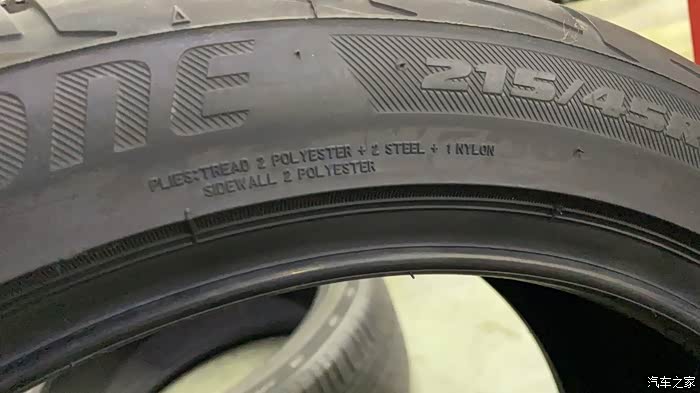 one
215/45R
PLIES:TREAD 2 POLYESTER + 2 STEEL + 1 NYLON
SIDEWALL 2 POLYESTER
汽车之家